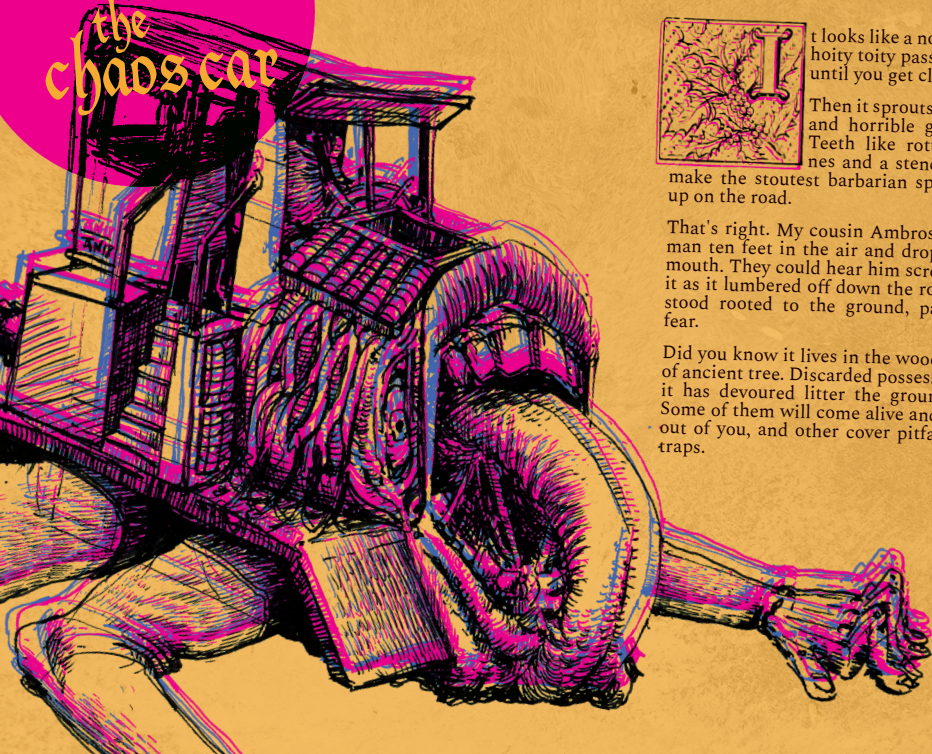 the
chaos car
It looks like a no
hoity toity pass
until you get cl
Then it sprouts
and horrible g
Teeth like rot
nes and a stenc
make the stoutest barbarian sp
up on the road.
That's right. My cousin Ambros
man ten feet in the air and drop
mouth. They could hear him scre
it as it lumbered off down the ro
stood rooted to the ground, pa
fear.
Did you know it lives in the wood
of ancient tree. Discarded posses
it has devoured litter the groun
Some of them will come alive and
out of you, and other cover pitfa
traps.